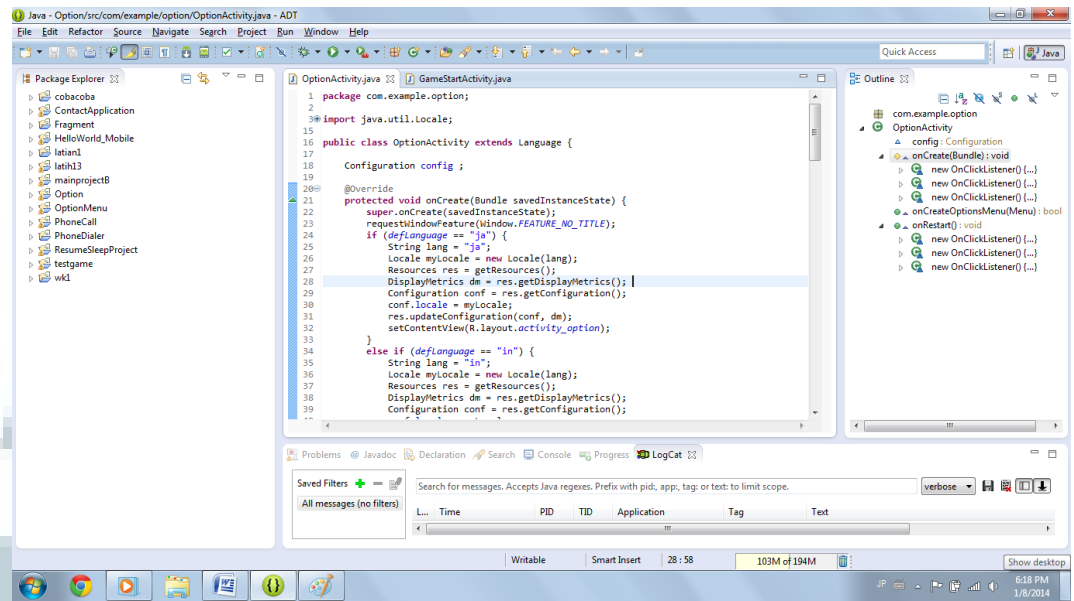 Java - Option/src/com/example/option/OptionActivity.java - ADT
File Edit Refactor Source Navigate Search Project Run Window Help
Quick Access
Java
Package Explorer
cobacoba
ContactApplication
Fragment
HelloWorld_Mobile
latian1
latih13
mainprojectB
Option
OptionMenu
PhoneCall
PhoneDialer
ResumeSleepProject
testgame
wk1
OptionActivity.java
GameStartActivity.java
1 package com.example.option;
2
3 import java.util.Locale;
15
16 public class OptionActivity extends Language {
17
18 Configuration config ;
19
20 @Override
21 protected void onCreate(Bundle savedInstanceState) {
22 super.onCreate(savedInstanceState);
23 requestWindowFeature(Window.FEATURE_NO_TITLE);
24 if (defLanguage == "ja") {
25 String lang = "ja";
26 Locale myLocale = new Locale(lang);
27 Resources res = getResources();
28 DisplayMetrics dm = res.getDisplayMetrics();
29 Configuration conf = res.getConfiguration();
30 conf.locale = myLocale;
31 res.updateConfiguration(conf, dm);
32 setContentView(R.layout.activity_option);
33 }
34 else if (defLanguage == "in") {
35 String lang = "in";
36 Locale myLocale = new Locale(lang);
37 Resources res = getResources();
38 DisplayMetrics dm = res.getDisplayMetrics();
39 Configuration conf = res.getConfiguration();
Outline
com.example.option
OptionActivity
config : Configuration
onCreate(Bundle) : void
new OnClickListener() {...}
new OnClickListener() {...}
new OnClickListener() {...}
onCreateOptionsMenu(Menu) : bool
onRestart() : void
new OnClickListener() {...}
new OnClickListener() {...}
new OnClickListener() {...}
Problems @ Javadoc Declaration Search Console Progress LogCat
Saved Filters
All messages (no filters)
Search for messages. Accepts Java regexes. Prefix with pid:, app:, tag: or text: to limit scope.
verbose
L... Time PID TID Application Tag Text
Writable Smart Insert 28 : 58 103M of 194M
Show desktop
JP
6:18 PM
1/8/2014